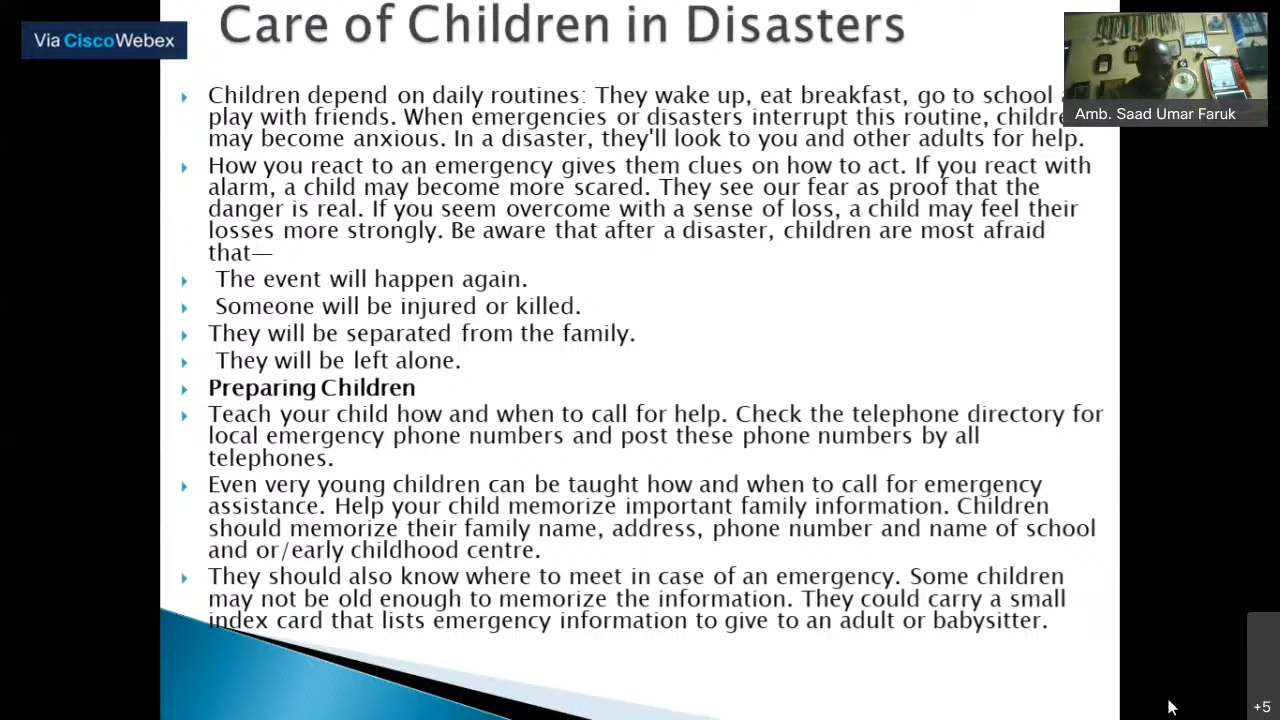 Care of Children in Disasters
Via CiscoWebex
Amb. Saad Umar Faruk
Children depend on daily routines: They wake up, eat breakfast, go to school
play with friends. When emergencies or disasters interrupt this routine,
may become anxious. In a disaster, they'll look to you and other adults for help.
How you react to an emergency gives them clues on how to act. If you react with
alarm, a child may become more scared. They see our fear as proof that the
danger is real. If you seem overcome with a sense of loss, a child may feel their
losses more strongly. Be aware that after a disaster, children are most afraid
that—
The event will happen again.
Someone will be injured or killed.
They will be separated from the family.
They will be left alone.
Preparing Children
Teach your child how and when to call for help. Check the telephone directory for
local emergency phone numbers and post these phone numbers by all
telephones.
Even very young children can be taught how and when to call for emergency
assistance. Help your child memorize important family information. Children
should memorize their family name, address, phone number and name of school
and or/early childhood centre.
They should also know where to meet in case of an emergency. Some children
may not be old enough to memorize the information. They could carry a small
index card that lists emergency information to give to an adult or babysitter.
+5